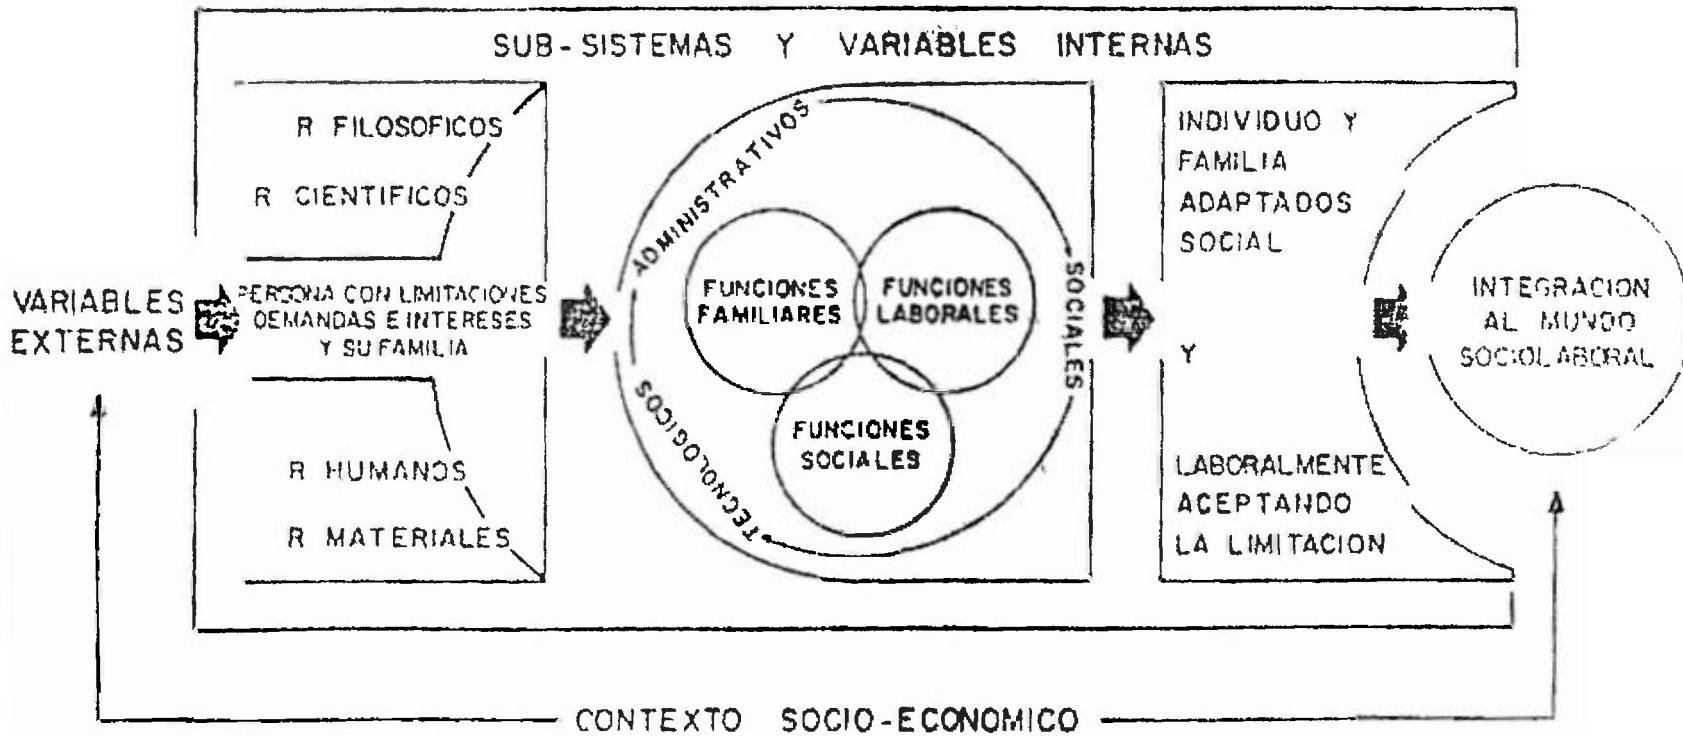 SUB-SISTEMAS Y VARIABLES INTERNAS
R FILOSOFICOS
R CIENTIFICOS
VARIABLES
EXTERNAS
PERSONA CON LIMITACIONES
DEMANDAS E INTERESES
Y SU FAMILIA
R HUMANOS
R MATERIALES
ADMINISTRATIVOS
SOCIALES
TECNOLOGICOS
FUNCIONES
FAMILIARES
FUNCIONES
LABORALES
FUNCIONES
SOCIALES
INDIVIDUO Y
FAMILIA
ADAPTADOS
SOCIAL
Y
LABORALMENTE
ACEPTANDO
LA LIMITACION
INTEGRACION
AL MUNDO
SOCIOLABORAL
CONTEXTO SOCIO-ECONOMICO